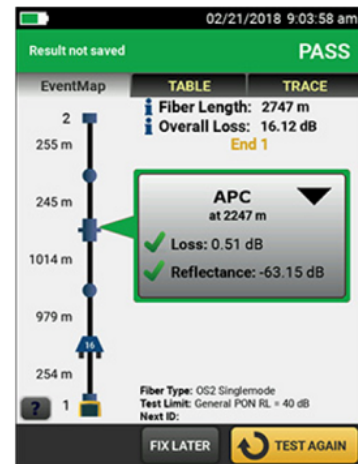 02/21/2018 9:03:58 am
Result not saved
PASS
EventMap
TABLE
TRACE
i Fiber Length: 2747 m
i Overall Loss: 16.12 dB
End 1
2
255 m
245 m
1014 m
979 m
16
254 m
? 1
APC
at 2247 m
Loss: 0.51 dB
Reflectance: -63.15 dB
Fiber Type: OS2 Singlemode
Test Limit: General PON RL = 40 dB
Next ID:
FIX LATER
TEST AGAIN